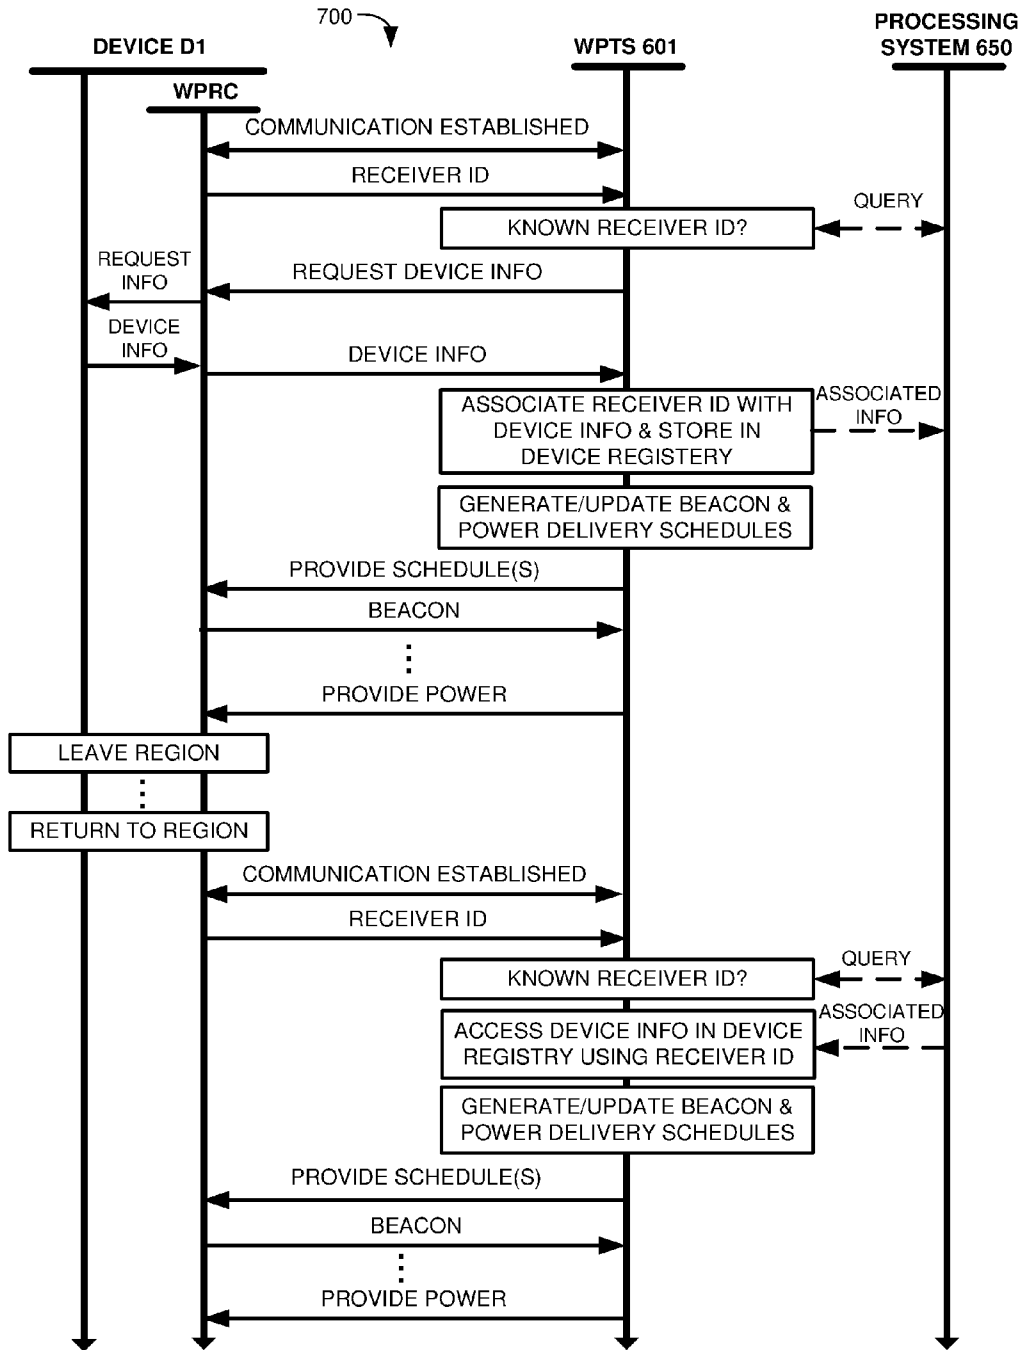 700
DEVICE D1
WPTS 601
PROCESSING
SYSTEM 650
WPRC
COMMUNICATION ESTABLISHED
RECEIVER ID
KNOWN RECEIVER ID?
QUERY
REQUEST DEVICE INFO
REQUEST
INFO
DEVICE
INFO
DEVICE INFO
ASSOCIATE RECEIVER ID WITH
DEVICE INFO & STORE IN
DEVICE REGISTERY
ASSOCIATED
INFO
GENERATE/UPDATE BEACON &
POWER DELIVERY SCHEDULES
PROVIDE SCHEDULE(S)
BEACON
PROVIDE POWER
LEAVE REGION
RETURN TO REGION
COMMUNICATION ESTABLISHED
RECEIVER ID
KNOWN RECEIVER ID?
QUERY
ACCESS DEVICE INFO IN DEVICE
REGISTRY USING RECEIVER ID
ASSOCIATED
INFO
GENERATE/UPDATE BEACON &
POWER DELIVERY SCHEDULES
PROVIDE SCHEDULE(S)
BEACON
PROVIDE POWER